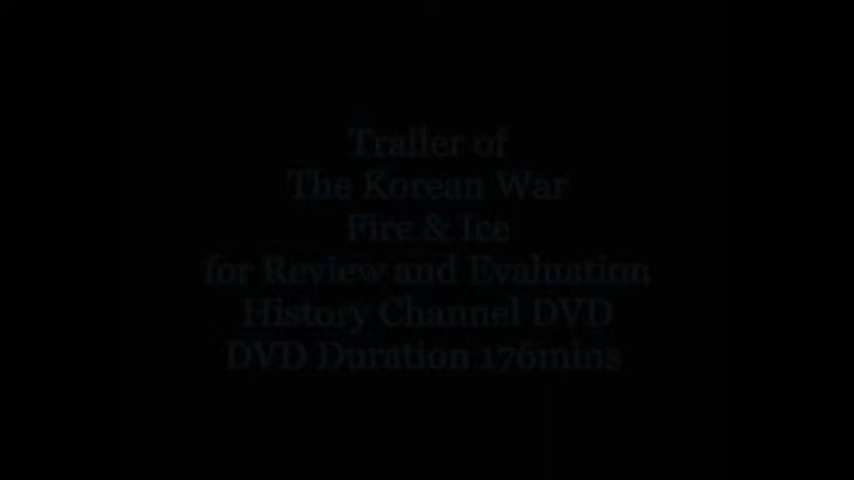 Trailer of
The Korean War
Fire & Ice
for Review and Evaluation
History Channel DVD
DVD Duration 176mins